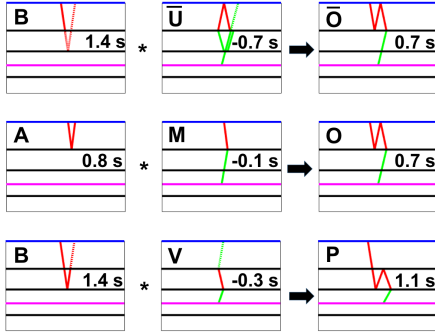 B U̅ O̅
1.4 s * -0.7 s 0.7 s
A M O
0.8 s * -0.1 s 0.7 s
B V P
1.4 s * -0.3 s 1.1 s